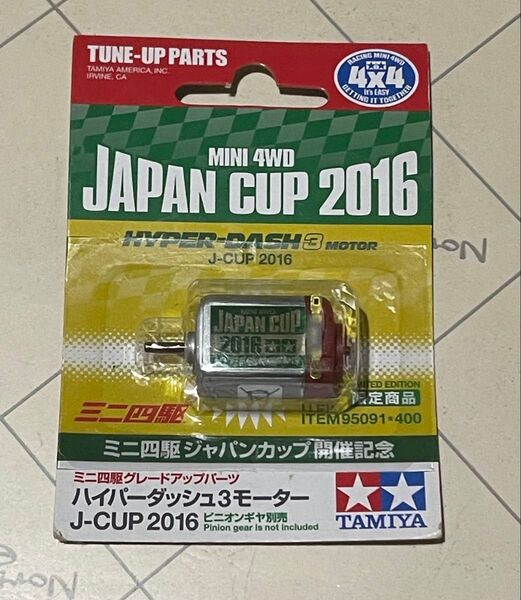 TUNE-UP PARTS
TAMIYA AMERICA, INC.
IRVINE, CA
RACING MINI 4WD
4x4
It's EASY
GETTING IT TOGETHER
MINI 4WD
JAPAN CUP 2016
HYPER-DASH3 MOTOR
J-CUP 2016
MINI 4WD
JAPAN CUP
2016
ミニ四駆
LIMITED EDITION
限定商品
ITEM 95091*400
ミニ四駆ジャパンカップ開催記念
ミニ四駆グレードアップパーツ
ハイパーダッシュ3モーター
J-CUP 2016 ピニオンギヤ別売
Pinion gear is not included
TAMIYA